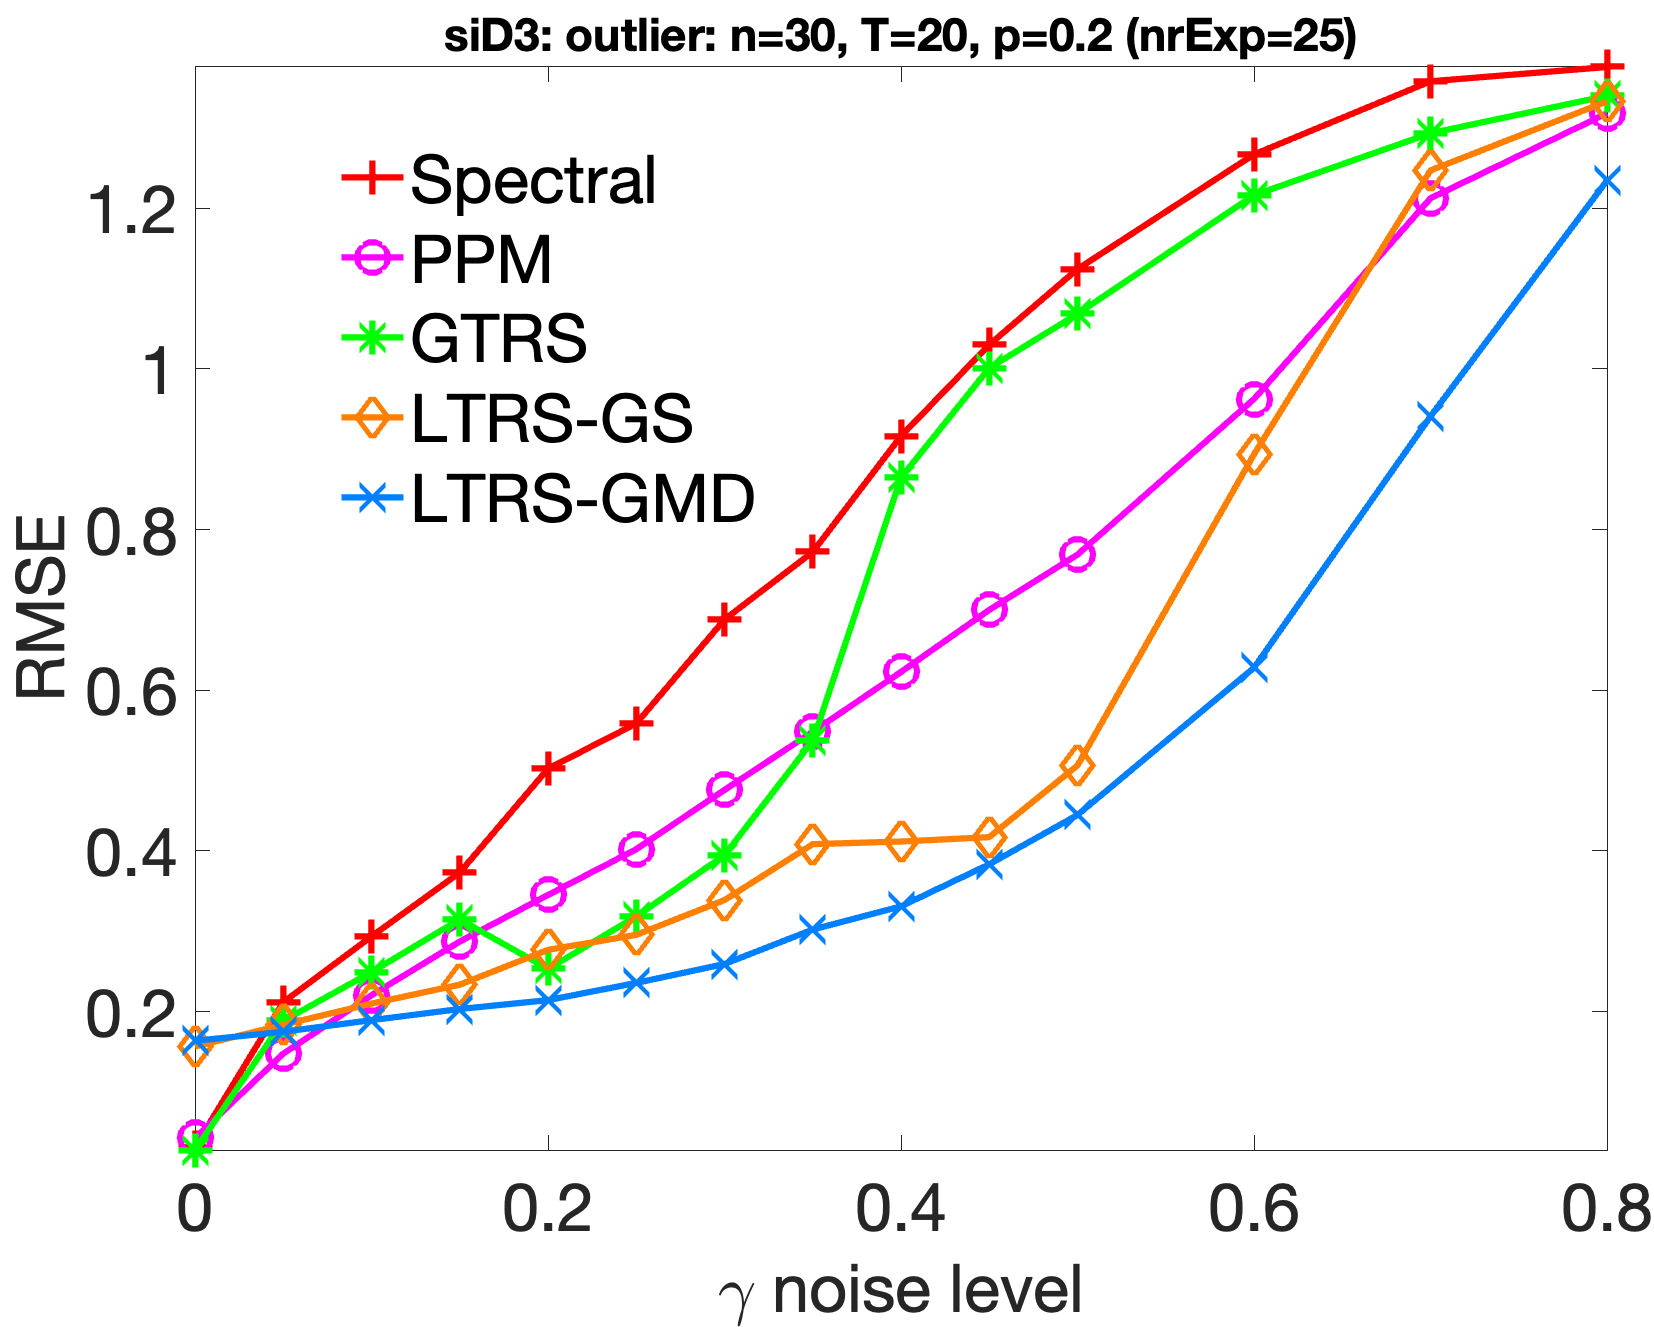 siD3: outlier: n=30, T=20, p=0.2 (nrExp=25)
Spectral
PPM
GTRS
LTRS-GS
LTRS-GMD
RMSE
1.2
1
0.8
0.6
0.4
0.2
0 0.2 0.4 0.6 0.8
γ noise level